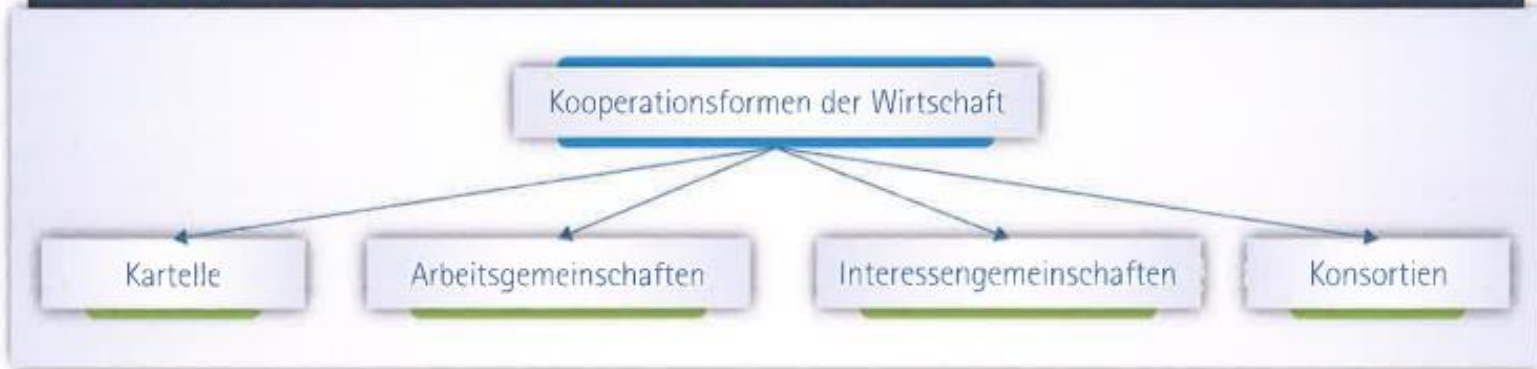 Kooperationsformen der Wirtschaft
Kartelle
Arbeitsgemeinschaften
Interessengemeinschaften
Konsortien